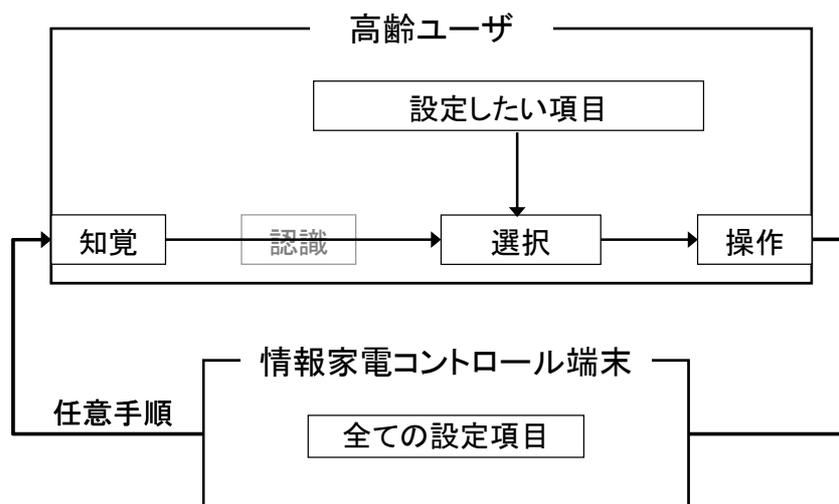 高齢ユーザ
設定したい項目
知覚
認識
選択
操作
情報家電コントロール端末
任意手順
全ての設定項目